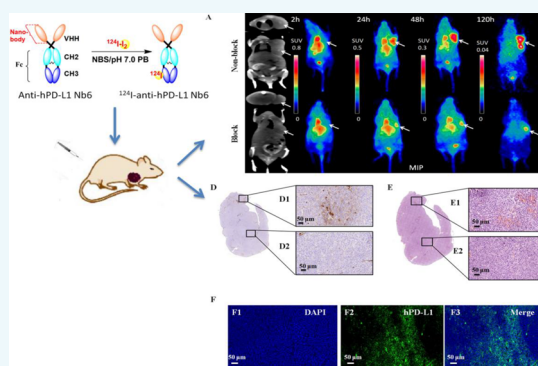 Nano-
body
VHH
Fc
CH2
CH3
Anti-hPD-L1 Nb6
¹²⁴I-I₂
NBS/pH 7.0 PB
¹²⁴I
¹²⁴I-anti-hPD-L1 Nb6
A
2h
24h
48h
120h
Non-block
Block
SUV
0.8
0
SUV
0.5
0
SUV
0.3
0
SUV
0.04
0
MIP
D
D1
50 μm
D2
50 μm
E
E1
50 μm
E2
50 μm
F
F1
DAPI
50 μm
F2
hPD-L1
50 μm
F3
Merge
50 μm